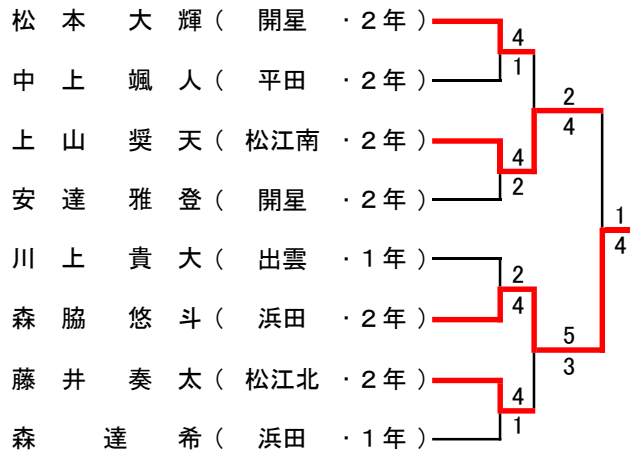 松本大輝(開星・2年)
4
1
中上颯人(平田・2年)
2
4
上山奨天(松江南・2年)
4
2
安達雅登(開星・2年)
1
4
川上貴大(出雲・1年)
2
4
森脇悠斗(浜田・2年)
5
3
藤井奏太(松江北・2年)
4
1
森達希(浜田・1年)